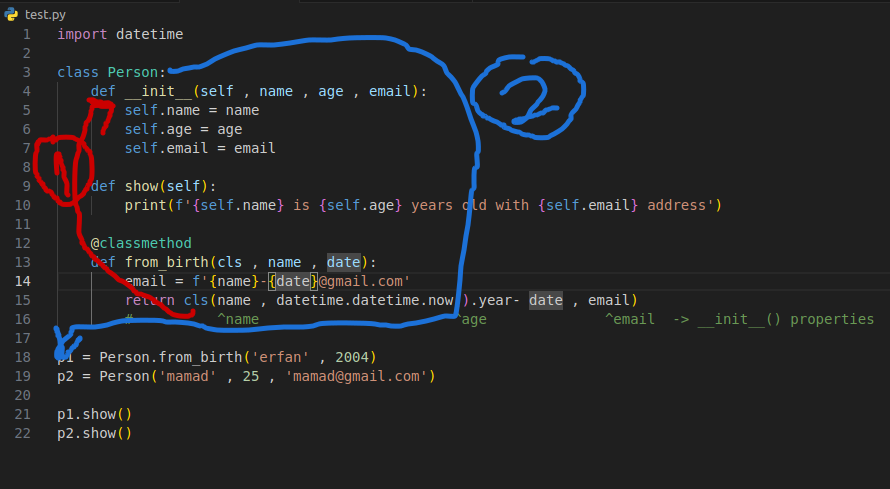 test.py
1 import datetime
2
3 class Person:
4 def __init__(self , name , age , email):
5 self.name = name
6 self.age = age
7 self.email = email
8
1
2
9 def show(self):
10 print(f'{self.name} is {self.age} years old with {self.email} address')
11
12 @classmethod
13 def from_birth(cls , name , date):
14 email = f'{name}-{date}@gmail.com'
15 return cls(name , datetime.datetime.now().year- date , email)
16 # ^name ^age ^email -> __init__() properties
17
18 p1 = Person.from_birth('erfan' , 2004)
19 p2 = Person('mamad' , 25 , 'mamad@gmail.com')
20
21 p1.show()
22 p2.show()